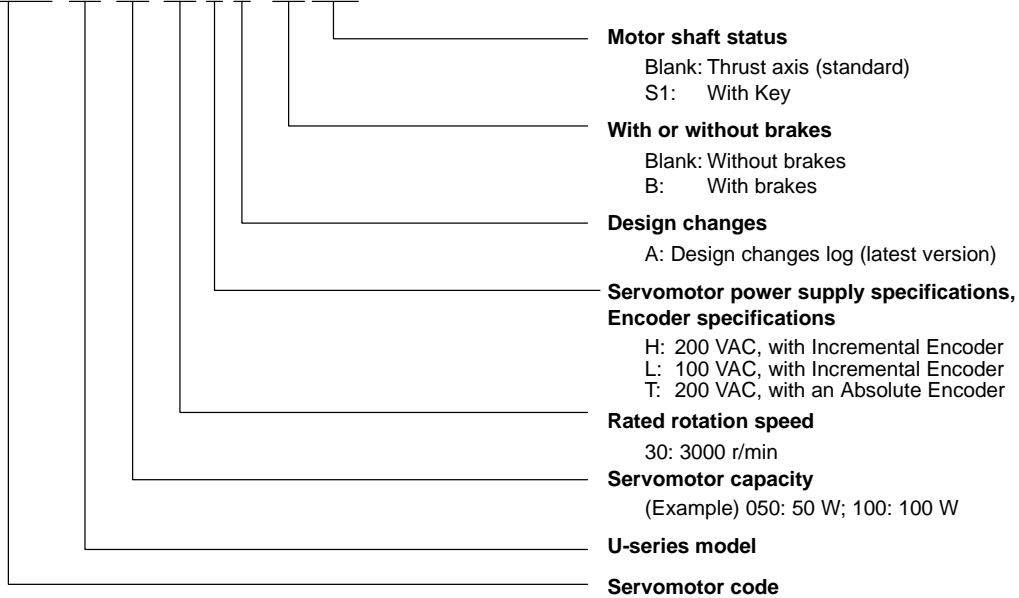 Motor shaft status
Blank: Thrust axis (standard)
S1: With Key
With or without brakes
Blank: Without brakes
B: With brakes
Design changes
A: Design changes log (latest version)
Servomotor power supply specifications,
Encoder specifications
H: 200 VAC, with Incremental Encoder
L: 100 VAC, with Incremental Encoder
T: 200 VAC, with an Absolute Encoder
Rated rotation speed
30: 3000 r/min
Servomotor capacity
(Example) 050: 50 W; 100: 100 W
U-series model
Servomotor code